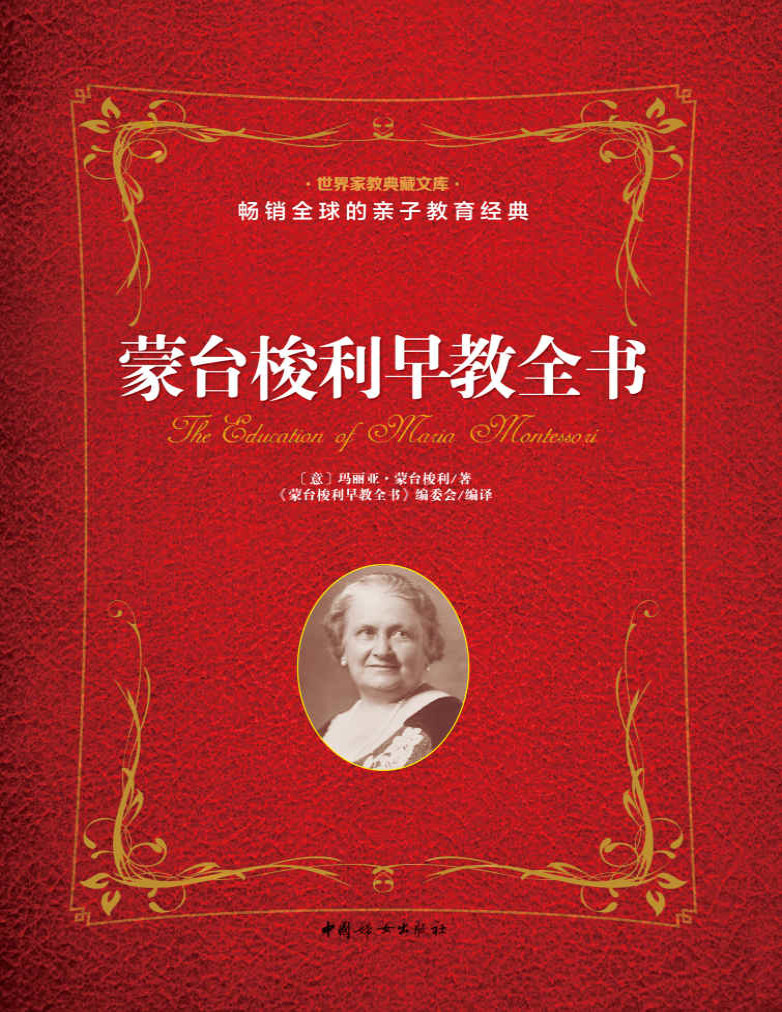 ·世界家教典藏文库·
畅销全球的亲子教育经典
蒙台梭利早教全书
The Education of Maria Montessori
［意］玛丽亚·蒙台梭利/著
《蒙台梭利早教全书》编委会/编译
中国妇女出版社